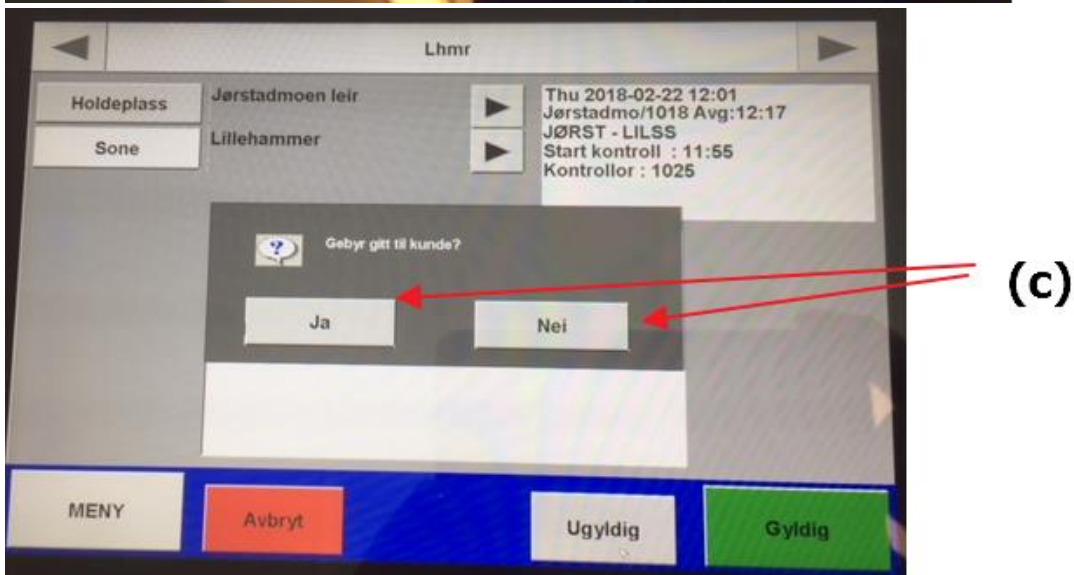 Lhmr
Holdeplass
Jørstadmoen leir
Sone
Lillehammer
Thu 2018-02-22 12:01
Jørstadmo/1018 Avg:12:17
JØRST - LILSS
Start kontroll : 11:55
Kontrollor : 1025
Gebyr gitt til kunde?
Ja
Nei
(c)
MENY
Avbryt
Ugyldig
Gyldig